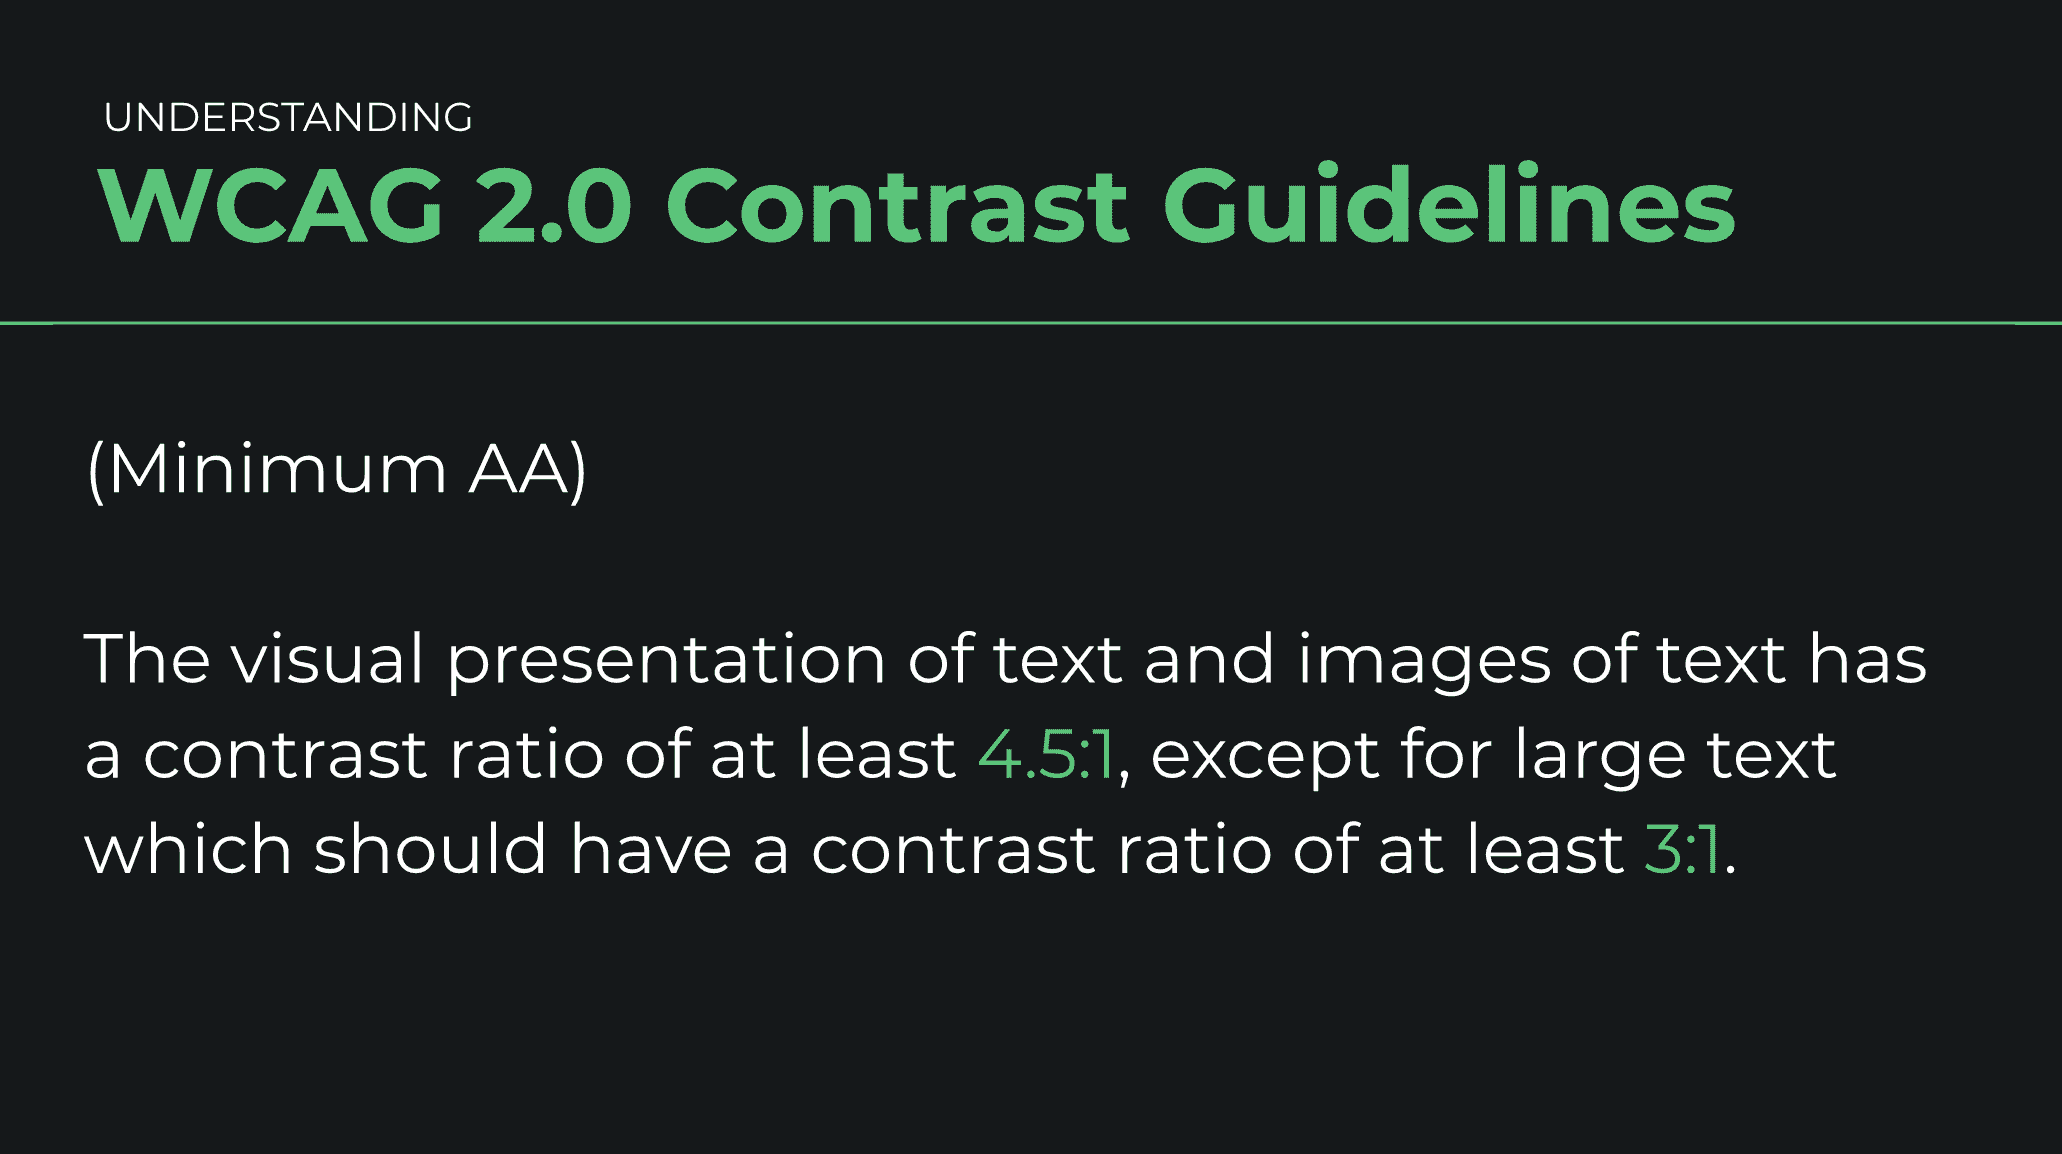 UNDERSTANDING
WCAG 2.0 Contrast Guidelines
(Minimum AA)
The visual presentation of text and images of text has
a contrast ratio of at least 4.5:1, except for large text
which should have a contrast ratio of at least 3:1.